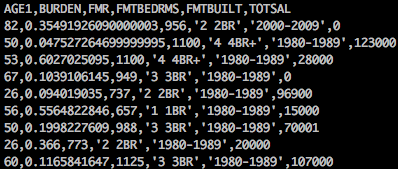 AGE1,BURDEN,FMR,FMTBEDRMS,FMTBUILT,TOTSAL
82,0.35491926090000003,956,'2 2BR','2000-2009',0
50,0.047527264699999995,1100,'4 4BR+','1980-1989',123000
53,0.6027025095,1100,'4 4BR+','1980-1989',28000
67,0.1039106145,949,'3 3BR','1980-1989',0
26,0.094019035,737,'2 2BR','1980-1989',96900
56,0.5564822846,657,'1 1BR','1980-1989',15000
50,0.1998227609,988,'3 3BR','1980-1989',70001
26,0.366,773,'2 2BR','1980-1989',20000
60,0.1165841647,1125,'3 3BR','1980-1989',107000